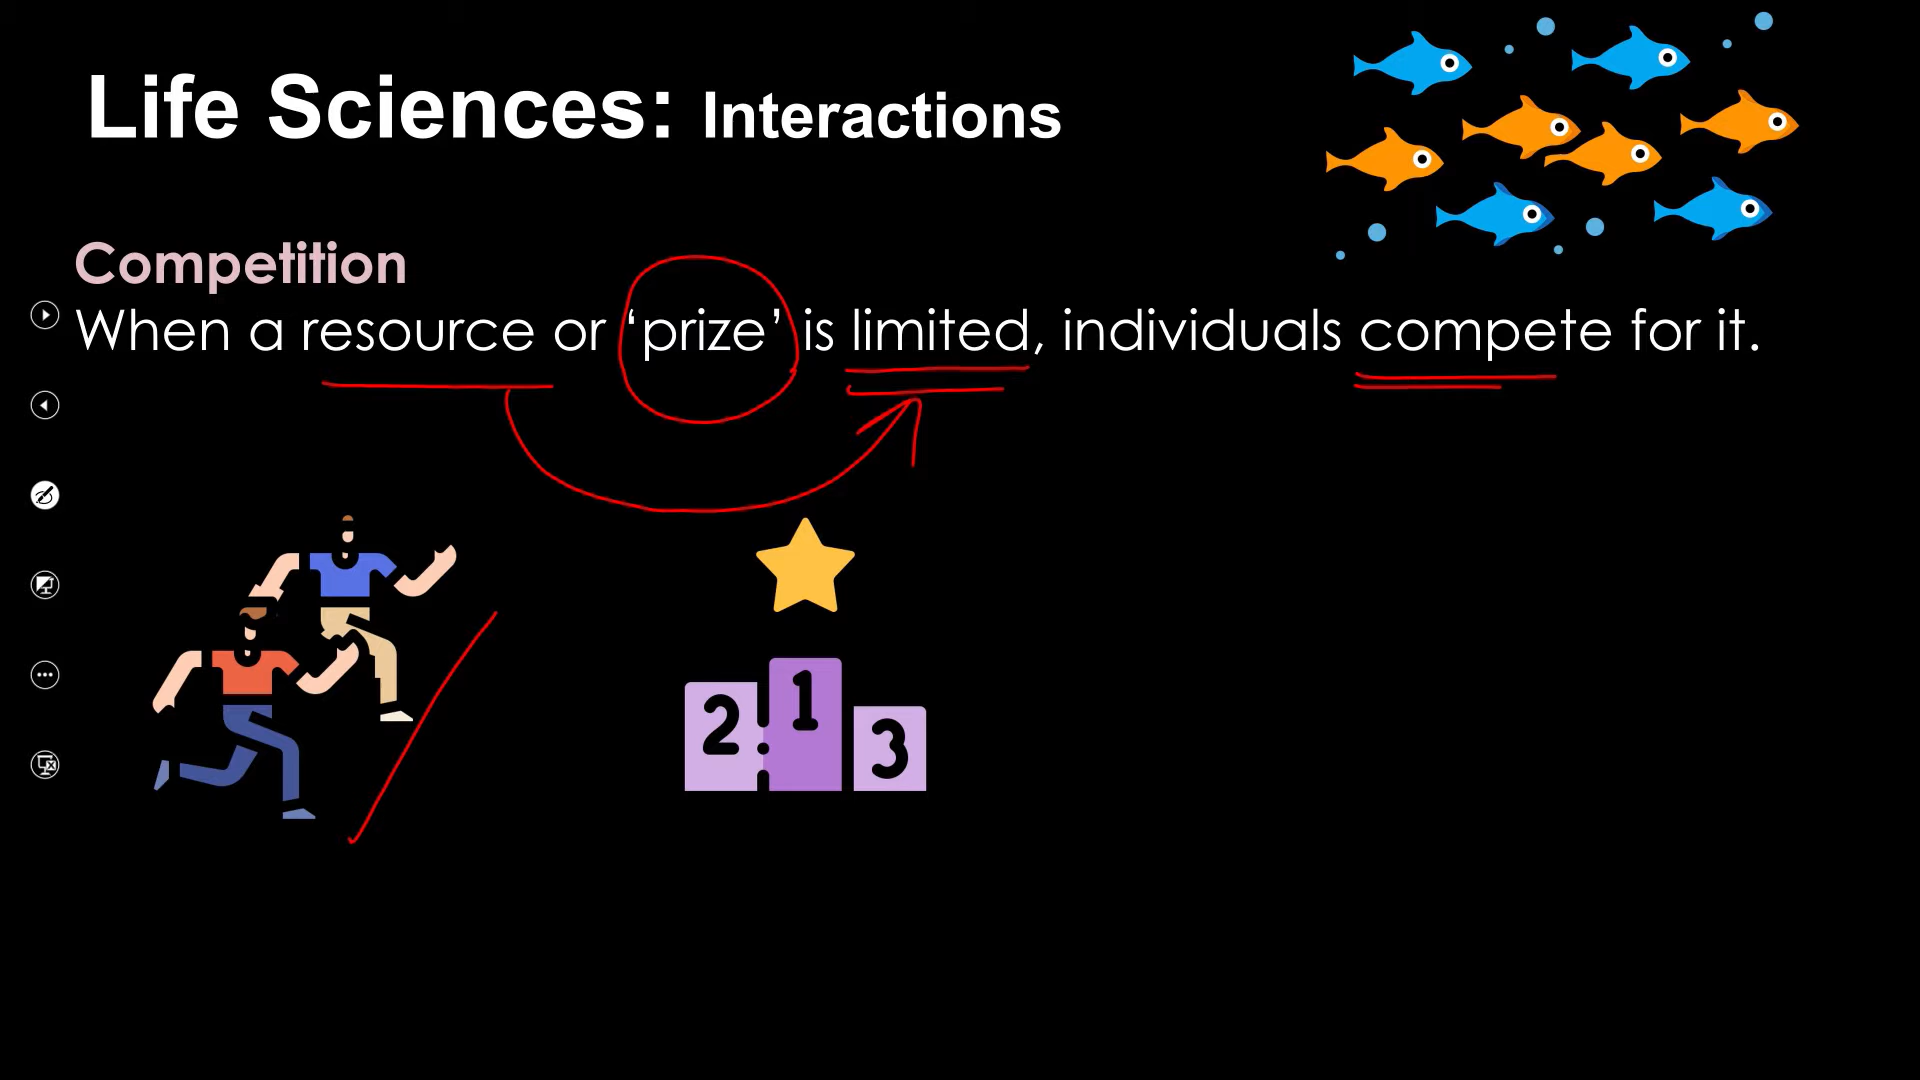 Life Sciences: Interactions
Competition
When a resource or ‘prize’ is limited, individuals compete for it.
2 1 3